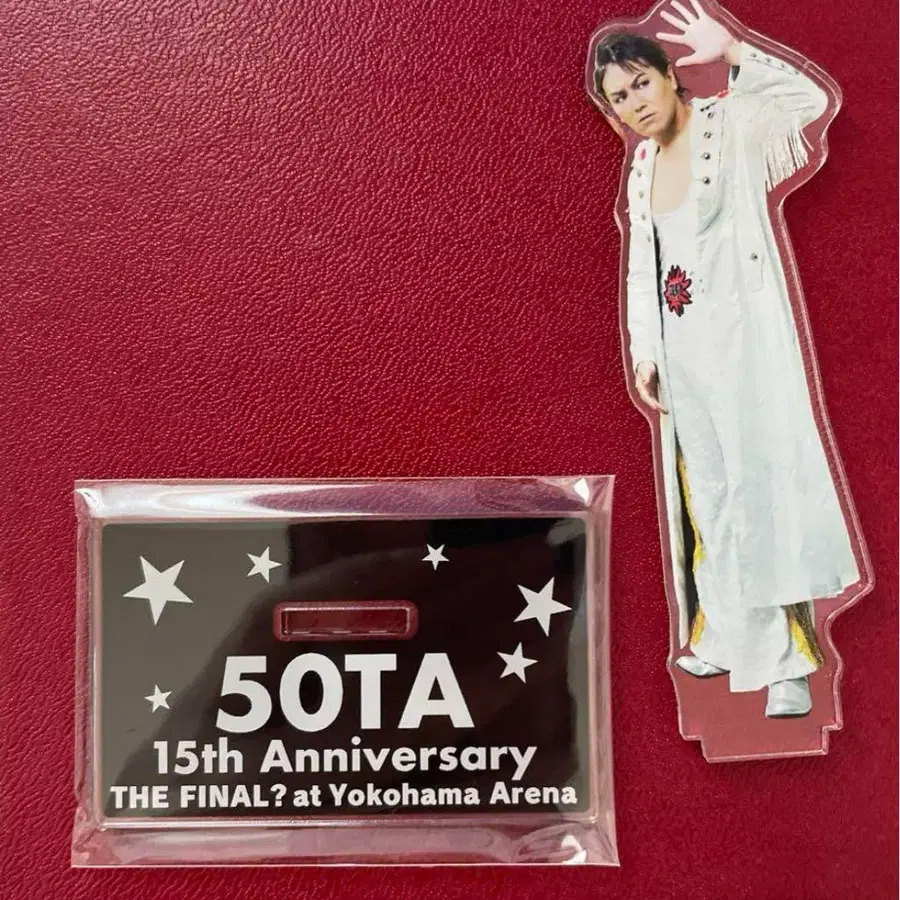 50TA
15th Anniversary
THE FINAL? at Yokohama Arena